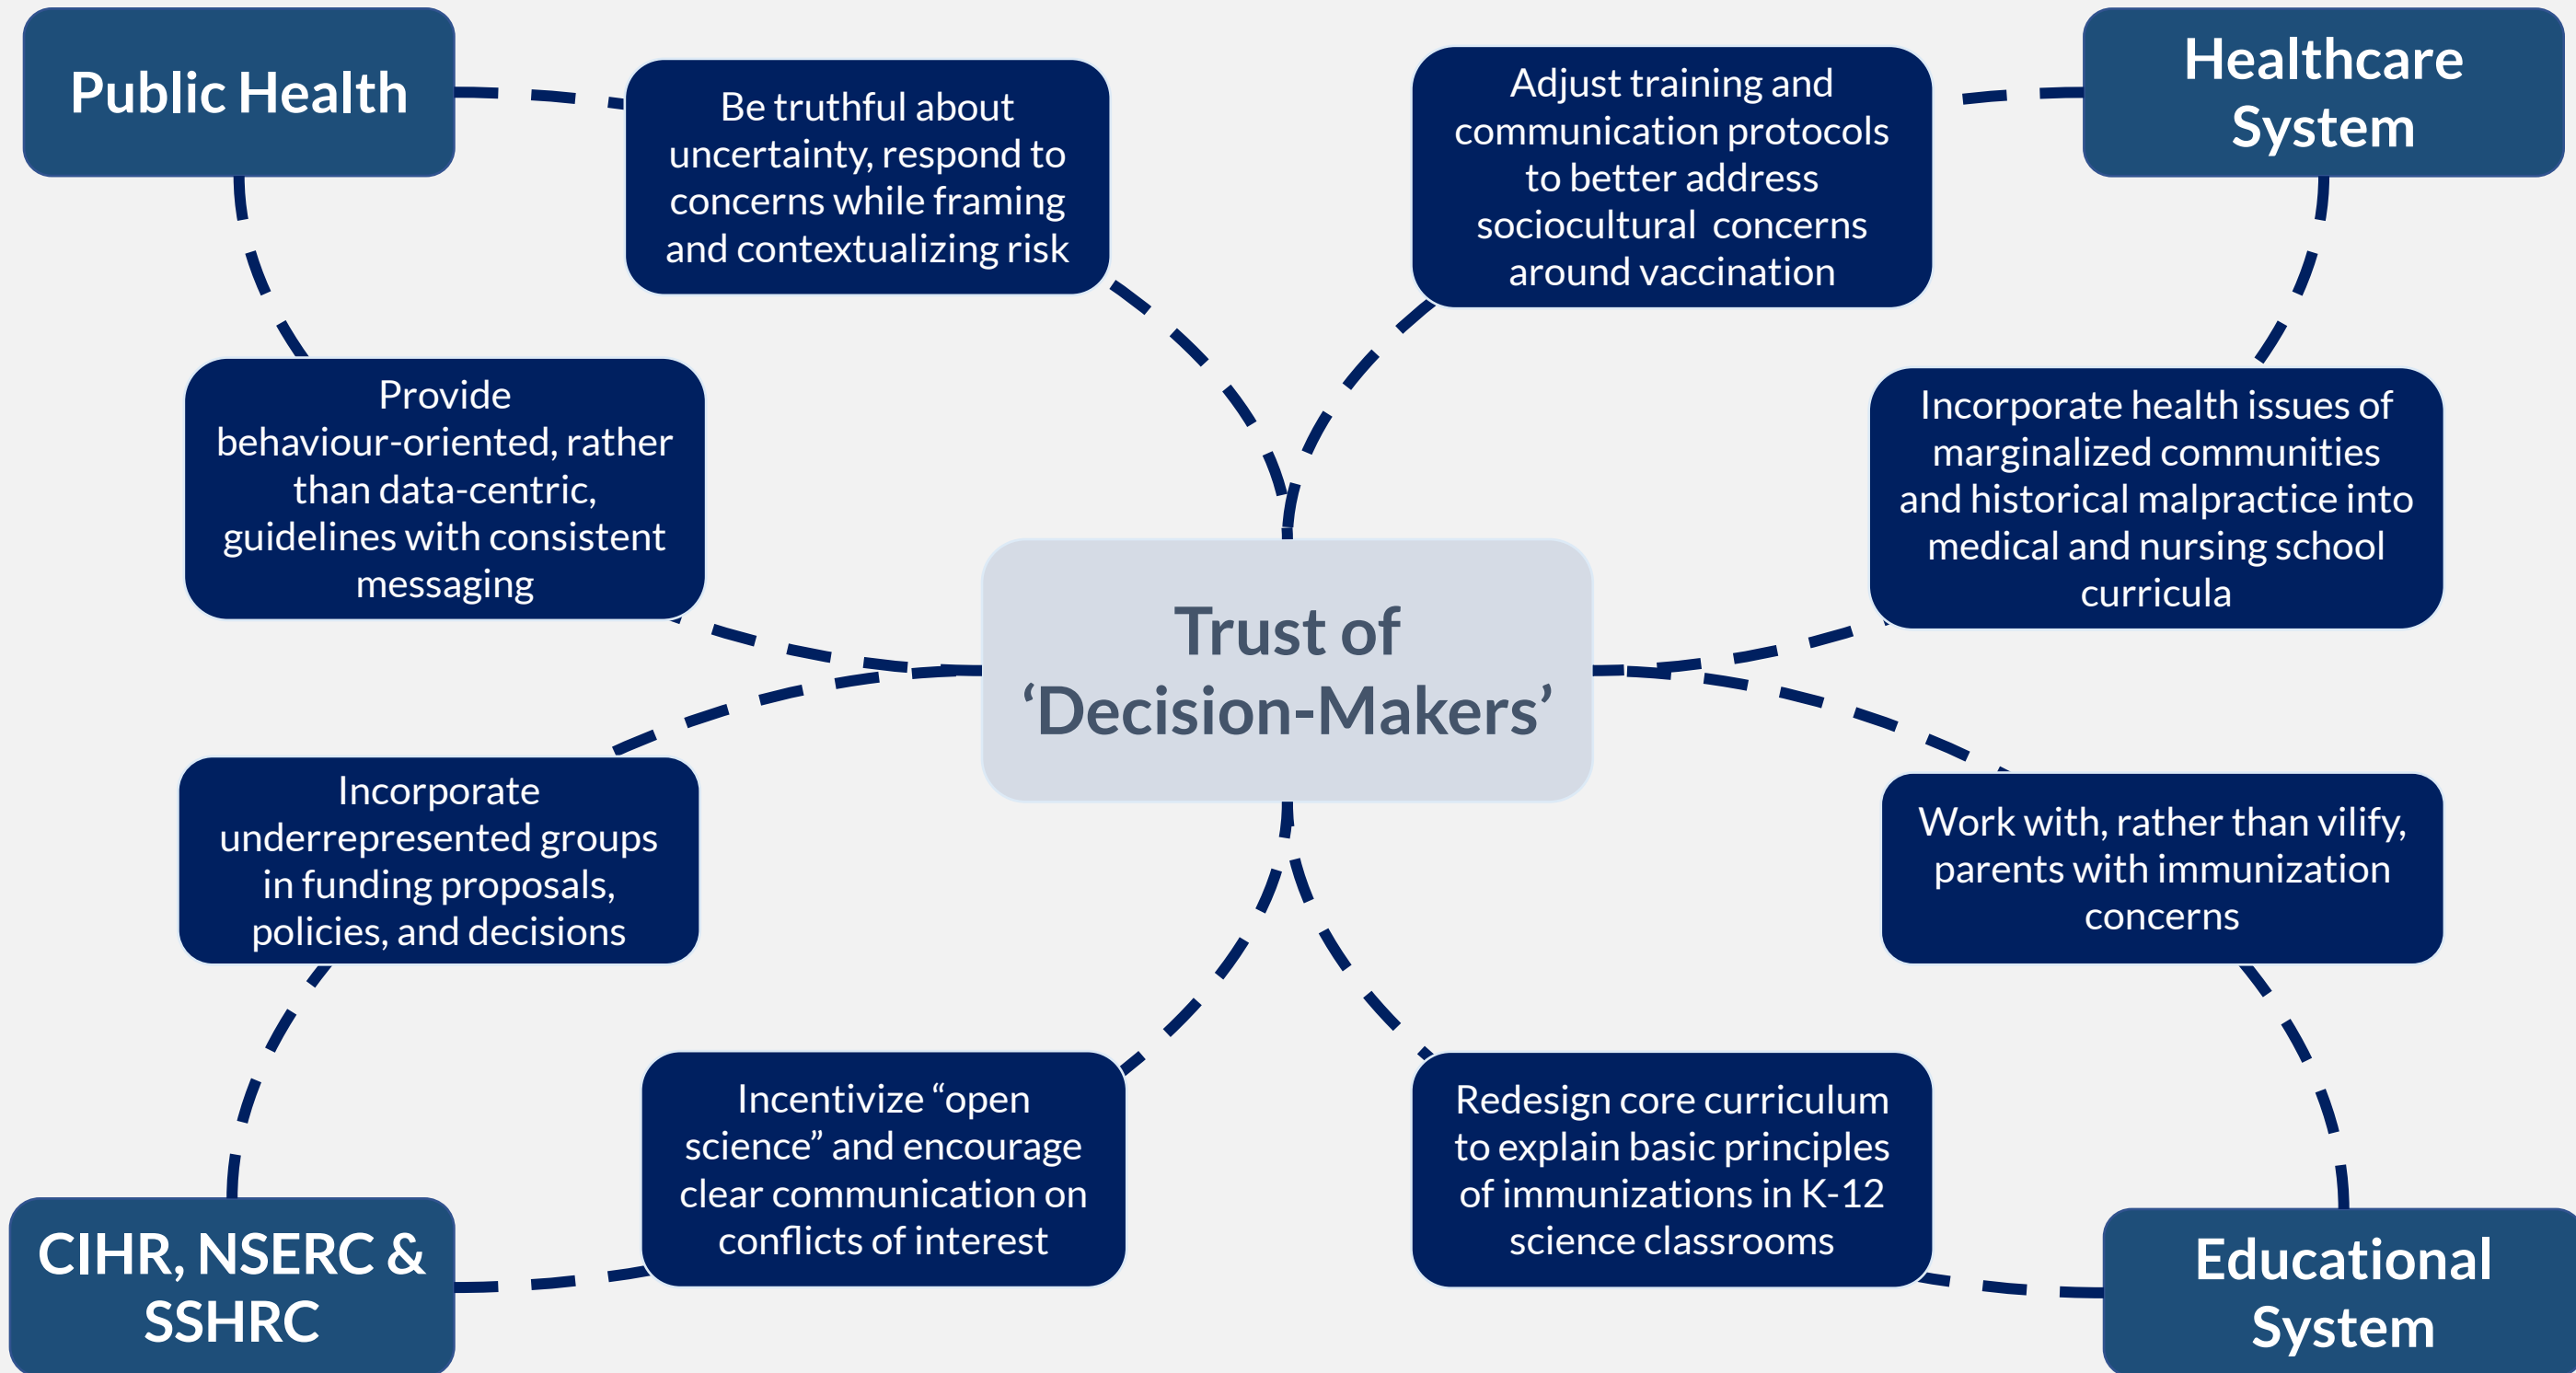 Public Health
Be truthful about
uncertainty, respond to
concerns while framing
and contextualizing risk
Adjust training and
communication protocols
to better address
sociocultural  concerns
around vaccination
Healthcare
System
Provide
behaviour-oriented, rather
than data-centric,
guidelines with consistent
messaging
Incorporate health issues of
marginalized communities
and historical malpractice into
medical and nursing school
curricula
Trust of
‘Decision-Makers’
Incorporate
underrepresented groups
in funding proposals,
policies, and decisions
Work with, rather than vilify,
parents with immunization
concerns
CIHR, NSERC &
SSHRC
Incentivize “open
science” and encourage
clear communication on
conflicts of interest
Redesign core curriculum
to explain basic principles
of immunizations in K-12
science classrooms
Educational
System